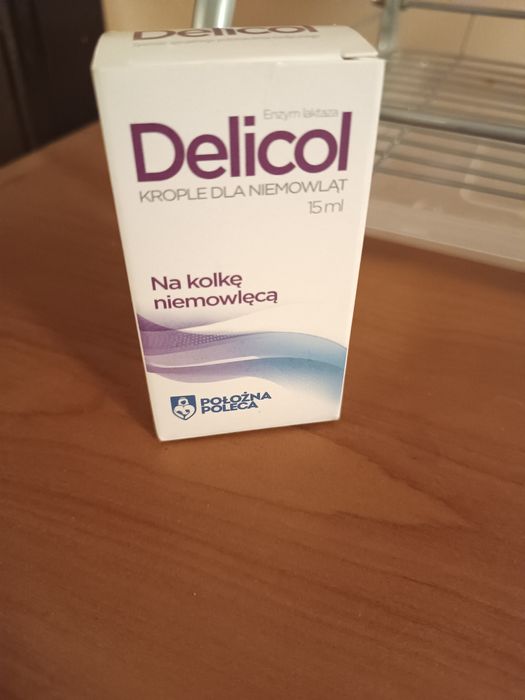 Delicol
Enzym laktaza
Delicol
KROPLE DLA NIEMOWLĄT
15 ml
Na kolkę
niemowlęcą
POŁOŻNA
POLECA